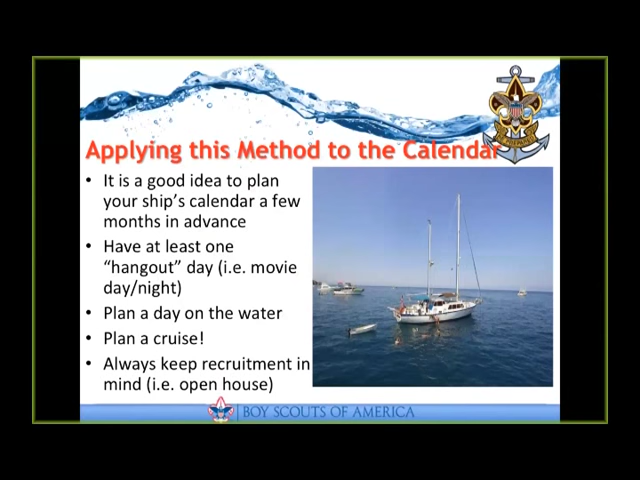 Applying this Method to the Calendar
• It is a good idea to plan
your ship's calendar a few
months in advance
• Have at least one
“hangout” day (i.e. movie
day/night)
• Plan a day on the water
• Plan a cruise!
• Always keep recruitment in
mind (i.e. open house)
BOY SCOUTS OF AMERICA